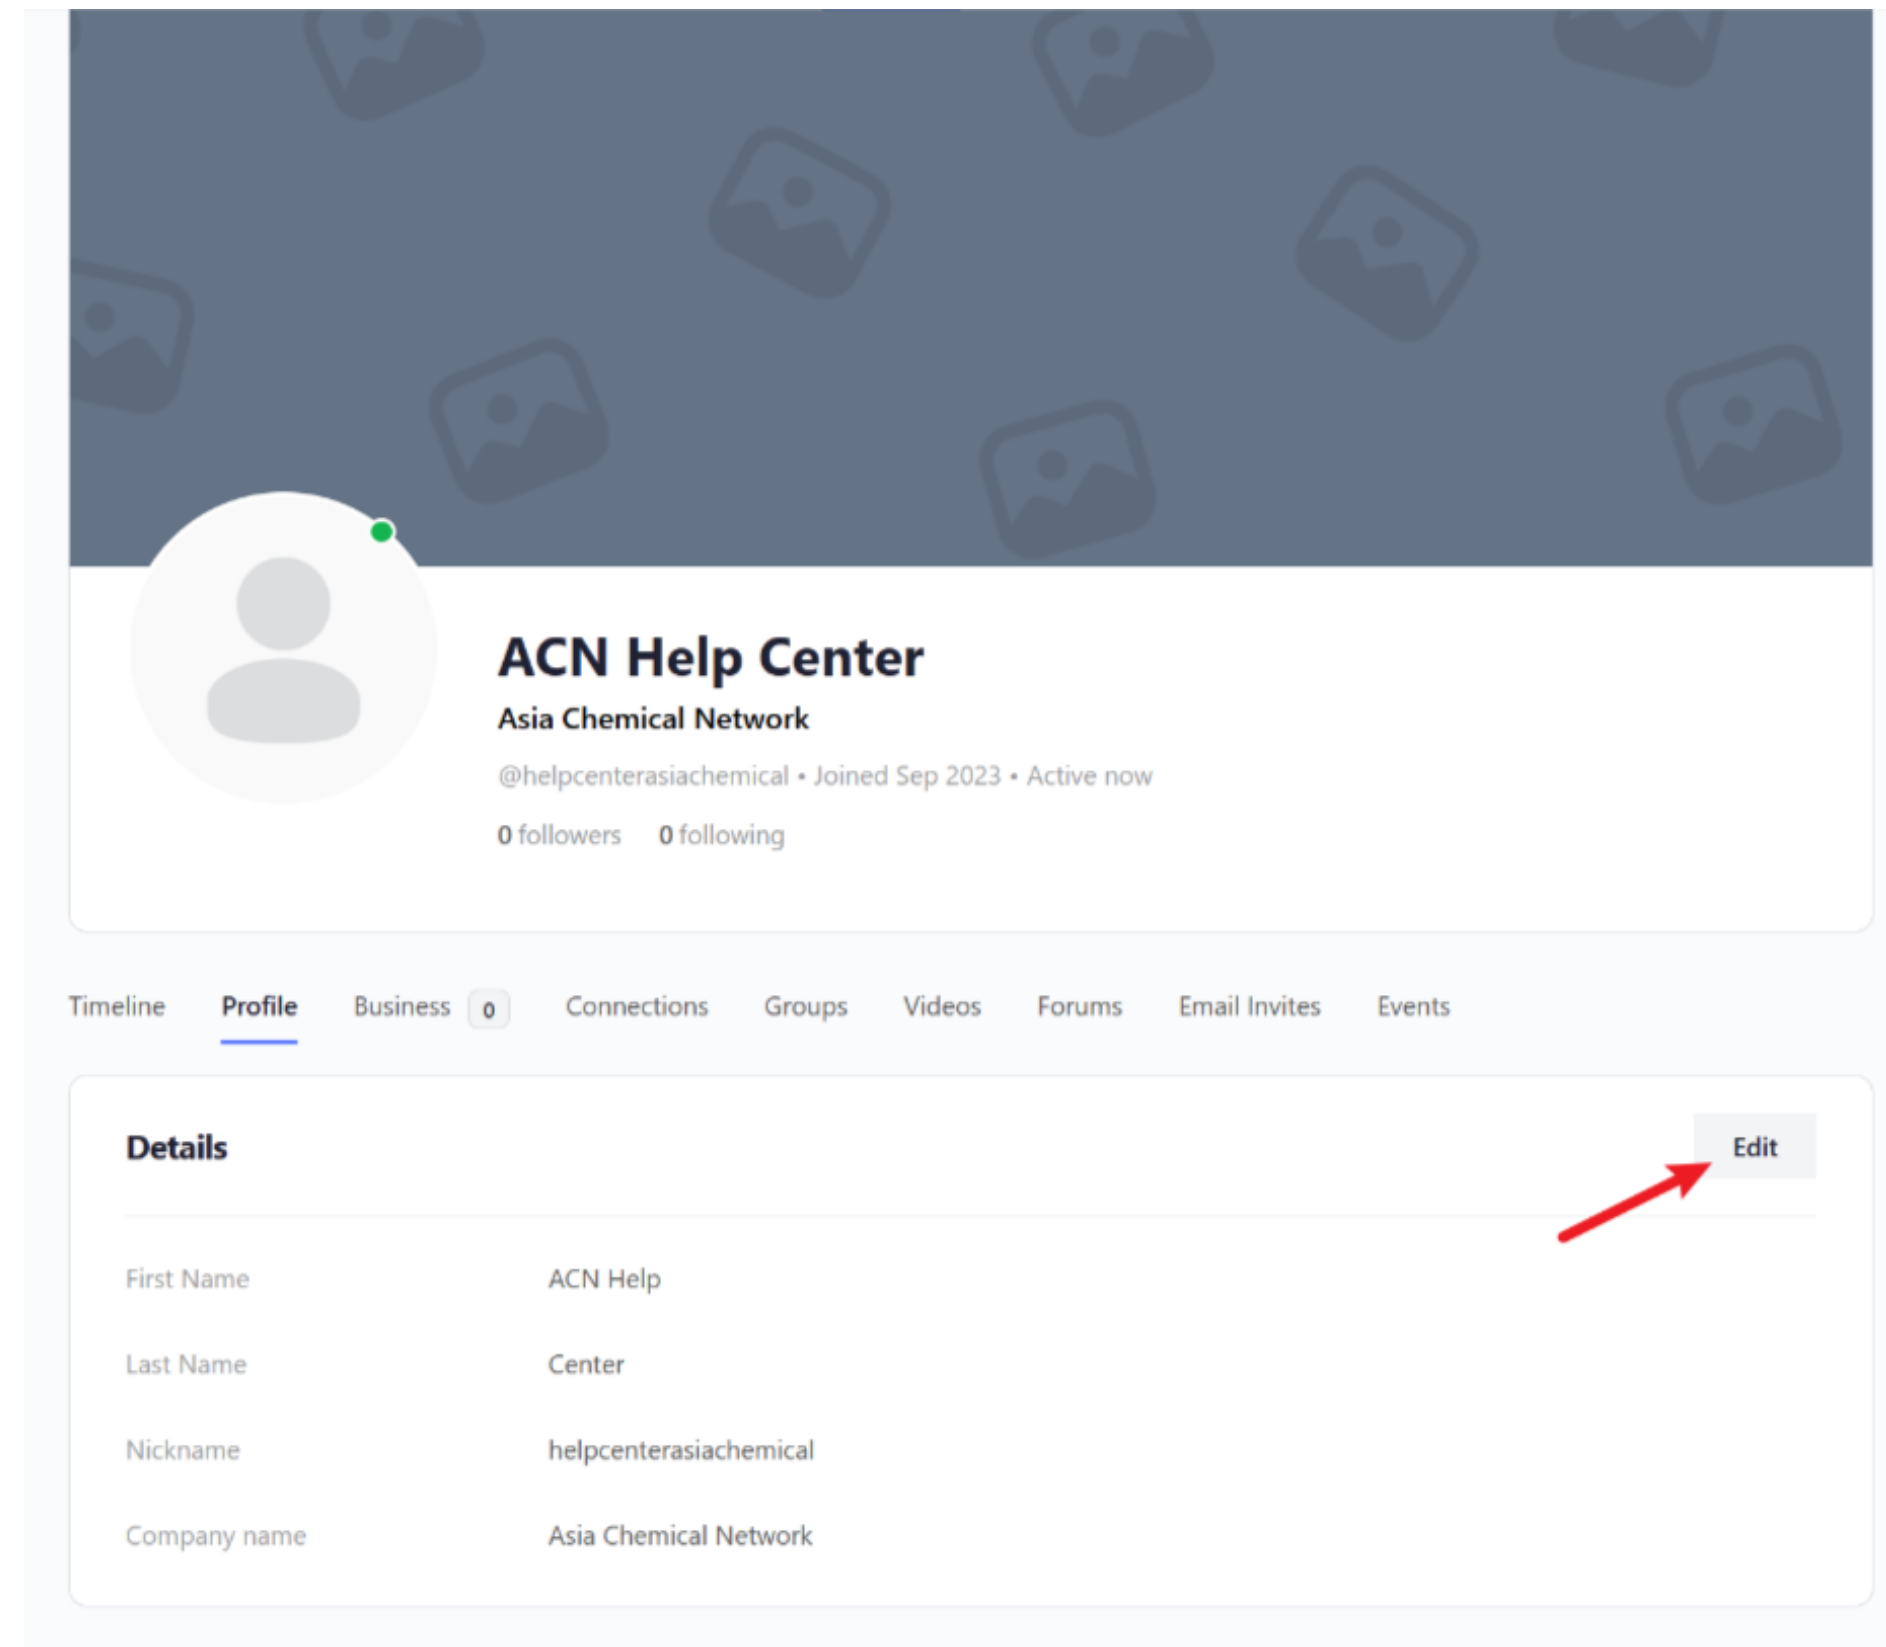 ACN Help Center
Asia Chemical Network
@helpcenterasiachemical • Joined Sep 2023 • Active now
0 followers 0 following
Timeline Profile Business 0 Connections Groups Videos Forums Email Invites Events
Details Edit
First Name ACN Help
Last Name Center
Nickname helpcenterasiachemical
Company name Asia Chemical Network